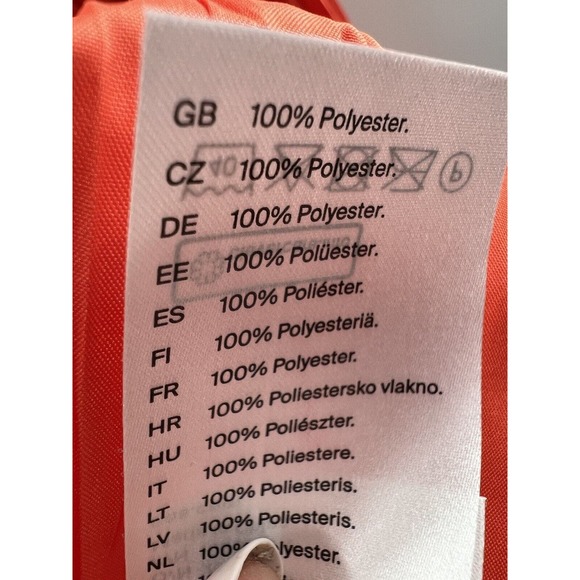 GB 100% Polyester.
CZ 100% Polyester.
DE 100% Polyester.
EE 100% Polüester.
ES 100% Poliéster.
FI 100% Polyesteriä.
FR 100% Polyester.
HR 100% Poliestersko vlakno.
HU 100% Poliészter.
IT 100% Poliestere.
LT 100% Poliesteris.
LV 100% Poliesteris.
NL 100% lyester.